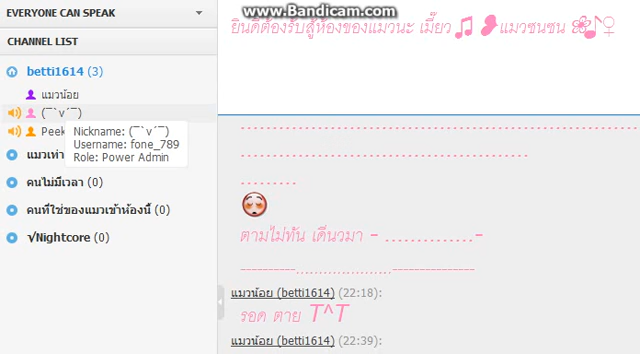 www.Bandicam.com
EVERYONE CAN SPEAK
CHANNEL LIST
betti1614 (3)
แมวน้อย
(¯`v´¯)
Peek
Nickname: (¯`v´¯)
Username: fone_789
Role: Power Admin
แมวเท่า
คนไม่มีเวลา (0)
คนที่ใช่ของแมวเข้าห้องนี้ (0)
√Nightcore (0)
ยินดีต้องรับสู้ห้องของแมวนะ เมี๊ยว ♫ แมวซนซน
ตามไม่ทัน เดีนวมา - ..............-
----------.....................---------------
แมวน้อย (betti1614) (22:18):
รอด ตาย T^T
แมวน้อย (betti1614) (22:39):